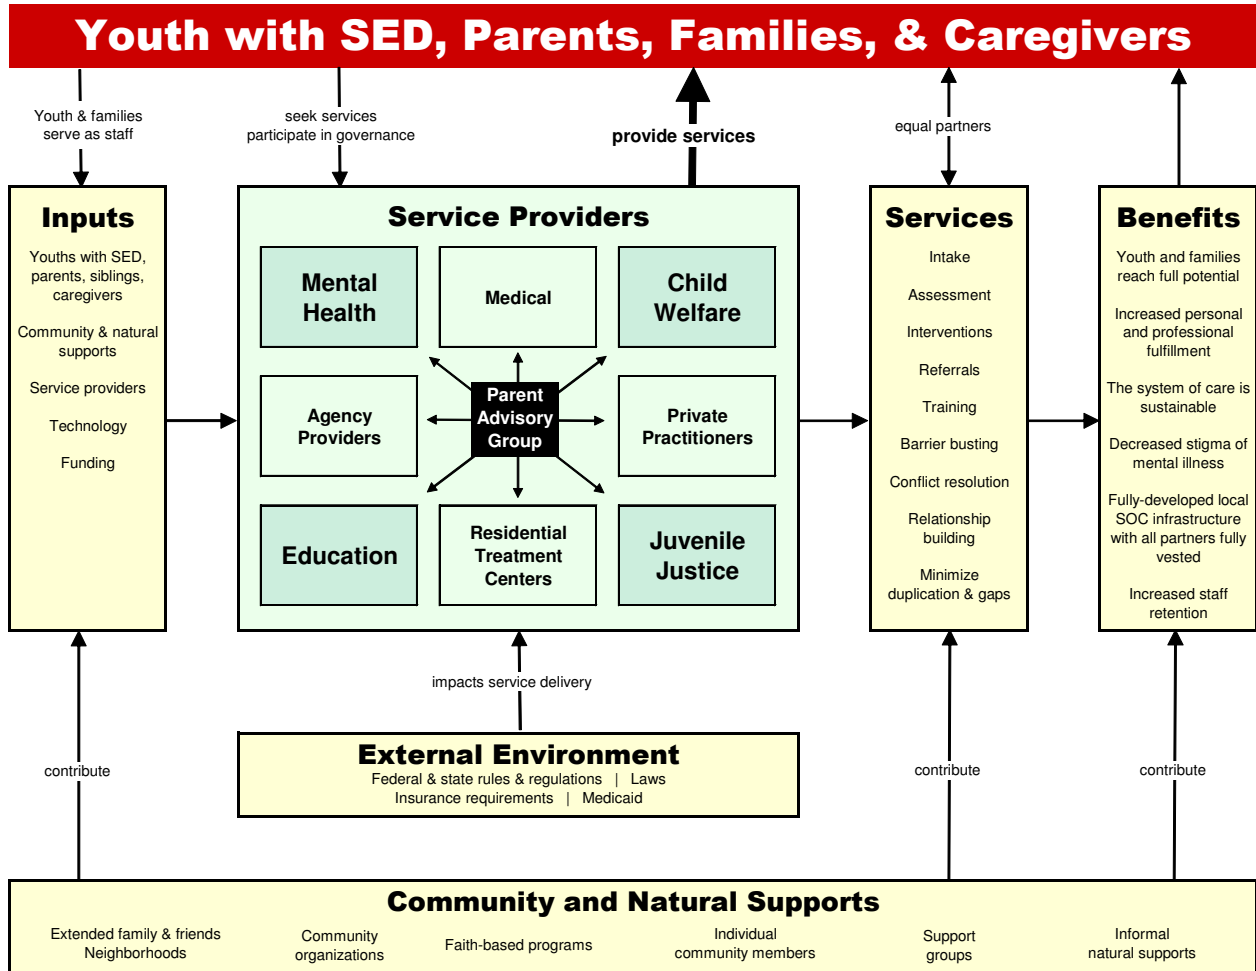 Youth with SED, Parents, Families, & Caregivers
Youth & families
serve as staff
seek services
participate in governance
provide services
equal partners
Inputs
Youths with SED,
parents, siblings,
caregivers
Community & natural
supports
Service providers
Technology
Funding
Service Providers
Mental
Health
Medical
Child
Welfare
Agency
Providers
Parent
Advisory
Group
Private
Practitioners
Education
Residential
Treatment
Centers
Juvenile
Justice
Services
Intake
Assessment
Interventions
Referrals
Training
Barrier busting
Conflict resolution
Relationship
building
Minimize
duplication & gaps
Benefits
Youth and families
reach full potential
Increased personal
and professional
fulfillment
The system of care is
sustainable
Decreased stigma of
mental illness
Fully-developed local
SOC infrastructure
with all partners fully
vested
Increased staff
retention
impacts service delivery
External Environment
Federal & state rules & regulations | Laws
Insurance requirements | Medicaid
contribute
contribute
contribute
Community and Natural Supports
Extended family & friends
Neighborhoods
Community
organizations
Faith-based programs
Individual
community members
Support
groups
Informal
natural supports